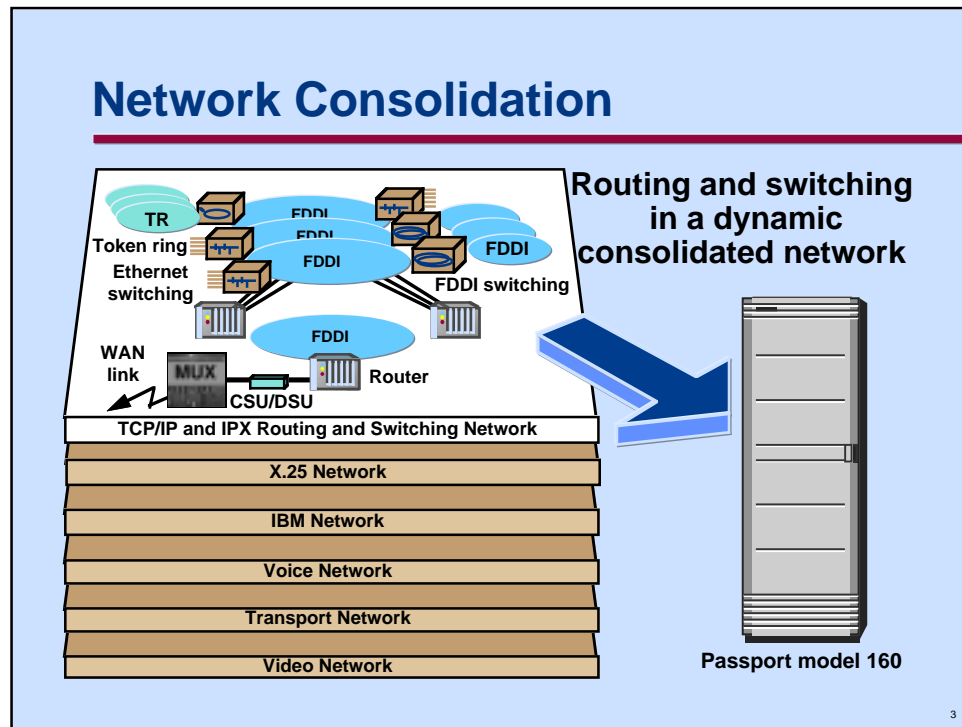 Network Consolidation
Routing and switching
in a dynamic
consolidated network
TR
FDDI
FDDI
FDDI
FDDI
Token ring
Ethernet
switching
FDDI switching
FDDI
WAN
link
MUX
Router
CSU/DSU
TCP/IP and IPX Routing and Switching Network
X.25 Network
IBM Network
Voice Network
Transport Network
Video Network
Passport model 160
3